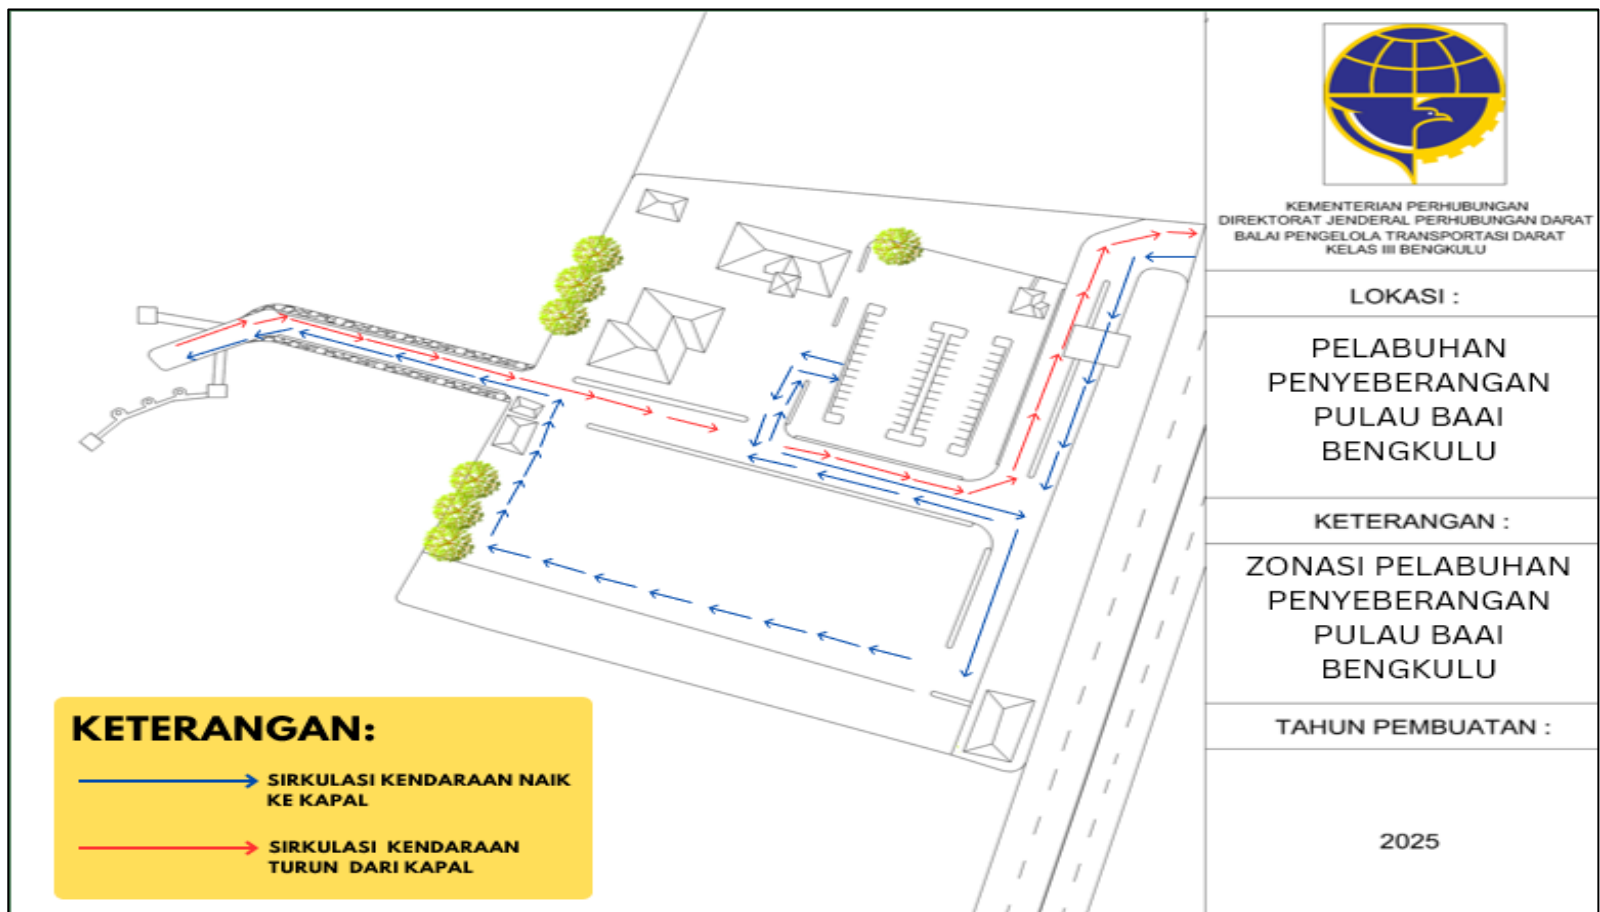 KEMENTERIAN PERHUBUNGAN
DIREKTORAT JENDERAL PERHUBUNGAN DARAT
BALAI PENGELOLA TRANSPORTASI DARAT
KELAS III BENGKULU
LOKASI :
PELABUHAN
PENYEBERANGAN
PULAU BAAI
BENGKULU
KETERANGAN :
ZONASI PELABUHAN
PENYEBERANGAN
PULAU BAAI
BENGKULU
TAHUN PEMBUATAN :
2025
KETERANGAN:
SIRKULASI KENDARAAN NAIK
KE KAPAL
SIRKULASI KENDARAAN
TURUN DARI KAPAL